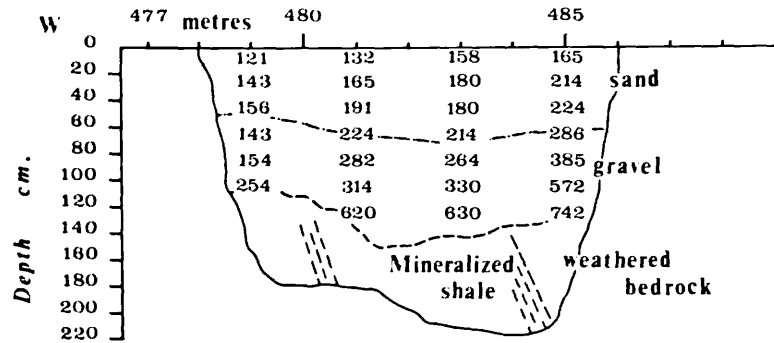 W 477 metres 480 485
0 121 132 158 165
20 143 165 180 214 sand
40 156 191 180 224
60 143 224 214 286
80 154 282 264 385 gravel
100 254 314 330 572
120 620 630 742
140
160 Mineralized weathered
180 shale bedrock
200
220
Depth cm.